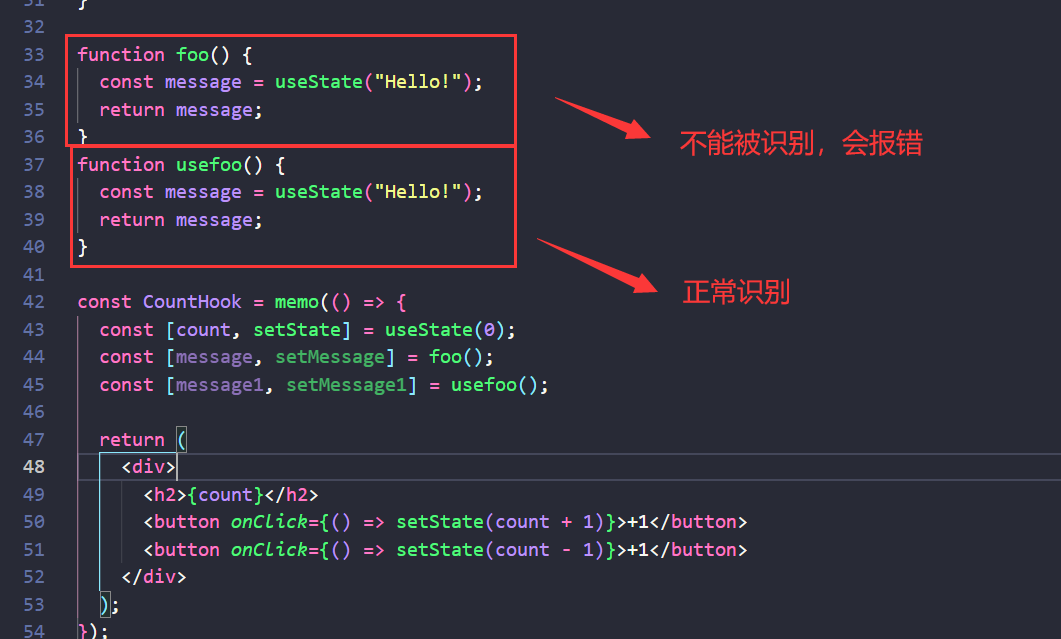 31 }
32
33 function foo() {
34 const message = useState("Hello!");
35 return message;
36 }
不能被识别，会报错
37 function usefoo() {
38 const message = useState("Hello!");
39 return message;
40 }
41
正常识别
42 const CountHook = memo(() => {
43 const [count, setState] = useState(0);
44 const [message, setMessage] = foo();
45 const [message1, setMessage1] = usefoo();
46
47 return (
48 <div>
49 <h2>{count}</h2>
50 <button onClick={() => setState(count + 1)}>+1</button>
51 <button onClick={() => setState(count - 1)}>+1</button>
52 </div>
53 );
54 });